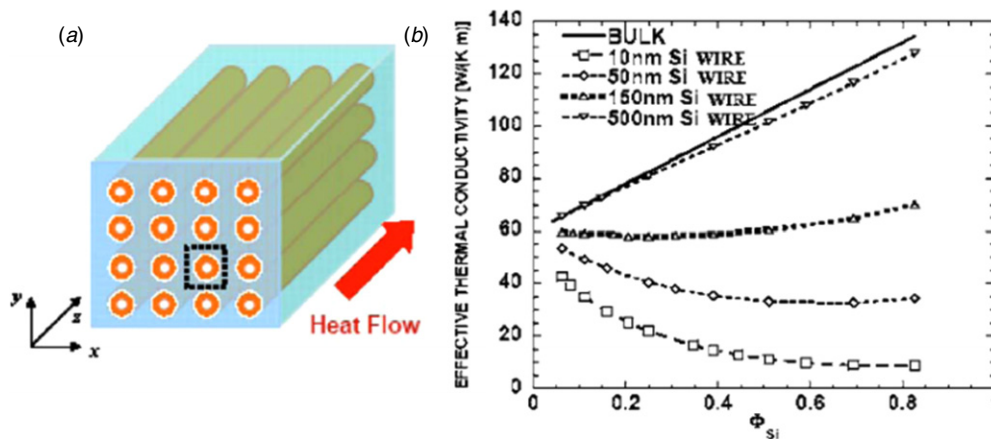 (a)
y
z
x
Heat Flow
(b)
EFFECTIVE THERMAL CONDUCTIVITY [W/(K m)]
140
120
100
80
60
40
20
0
BULK
10nm Si WIRE
50nm Si WIRE
150nm Si WIRE
500nm Si WIRE
0 0.2 0.4 0.6 0.8
Φ Si